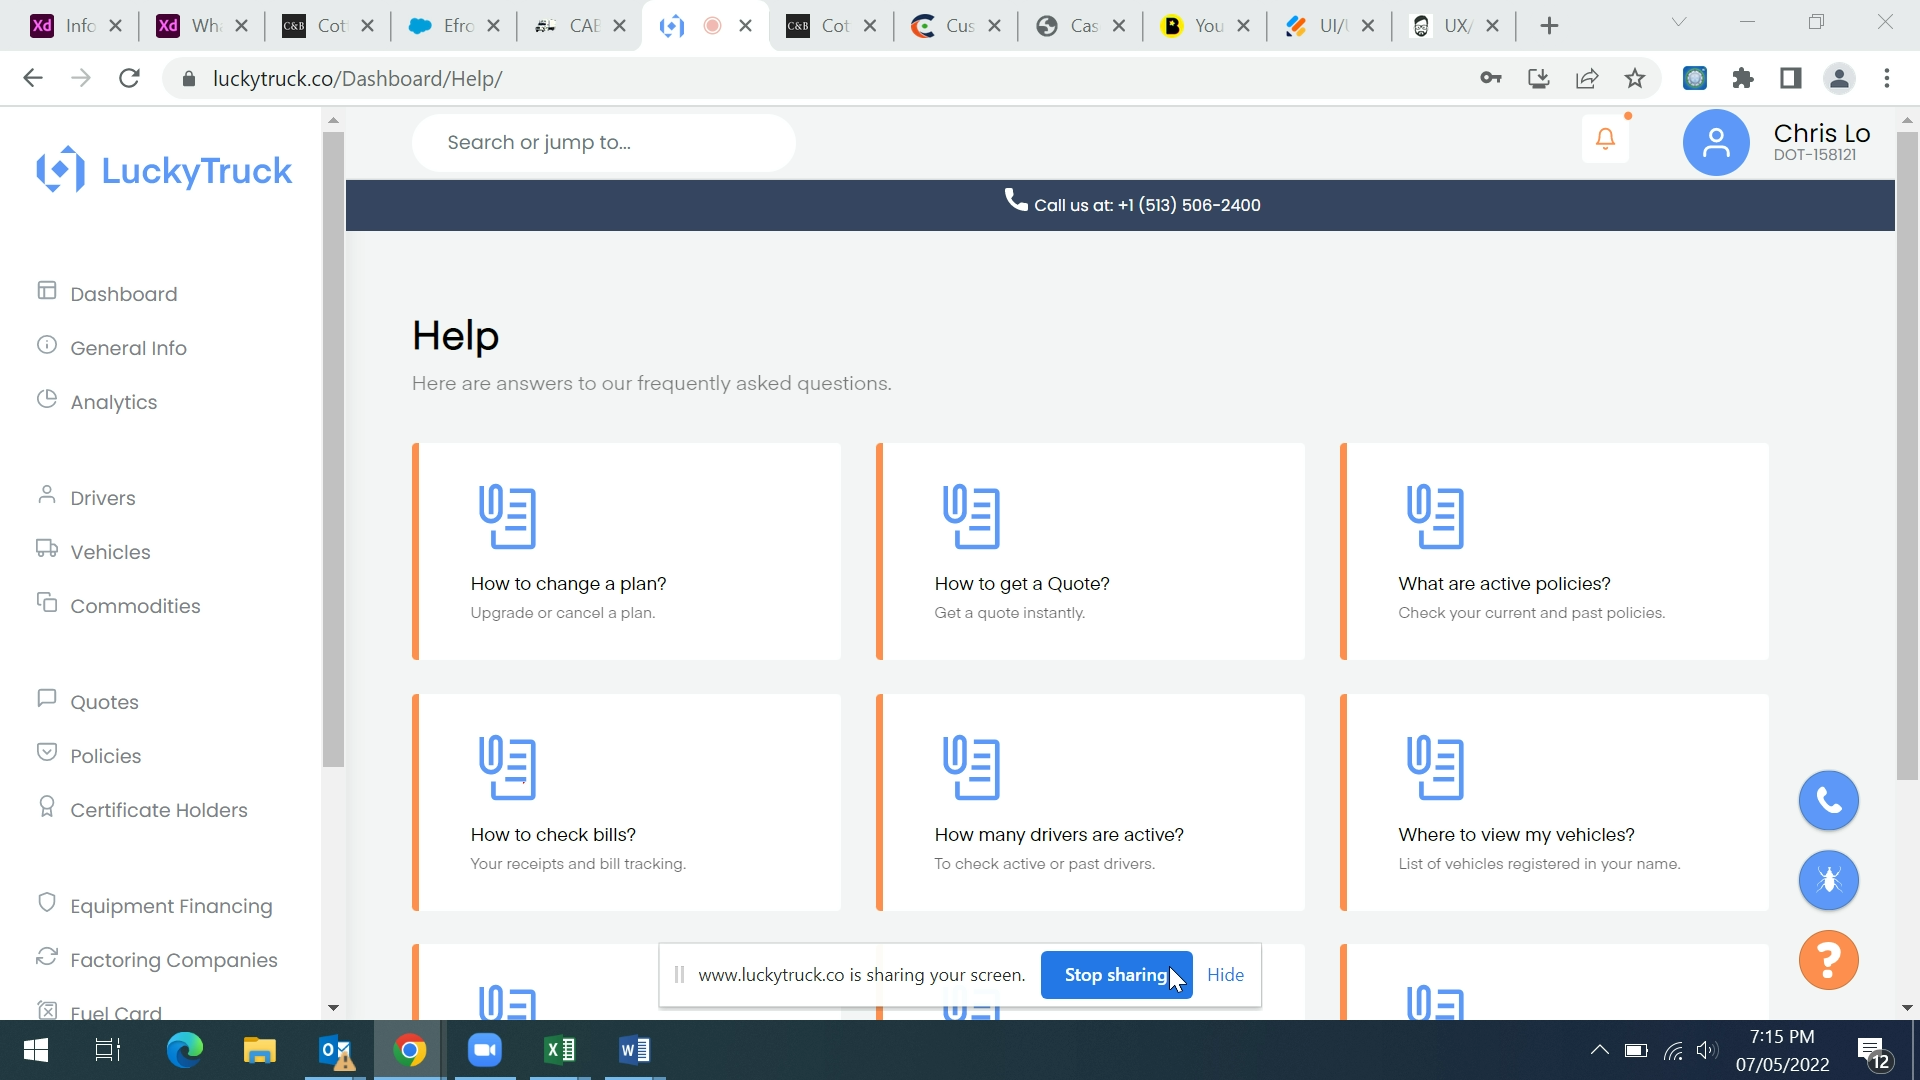 Info
Wh
C&B Cot
Efro
CAB
C&B Cot
Cus
Cas
You
UI/
UX/
luckytruck.co/Dashboard/Help/
LuckyTruck
Search or jump to...
Chris Lo
DOT-158121
Call us at: +1 (513) 506-2400
Dashboard
General Info
Analytics
Drivers
Vehicles
Commodities
Quotes
Policies
Certificate Holders
Equipment Financing
Factoring Companies
Fuel Card
Help
Here are answers to our frequently asked questions.
How to change a plan?
Upgrade or cancel a plan.
How to get a Quote?
Get a quote instantly.
What are active policies?
Check your current and past policies.
How to check bills?
Your receipts and bill tracking.
How many drivers are active?
To check active or past drivers.
Where to view my vehicles?
List of vehicles registered in your name.
?
www.luckytruck.co is sharing your screen.
Stop sharing
Hide
7:15 PM
07/05/2022
12